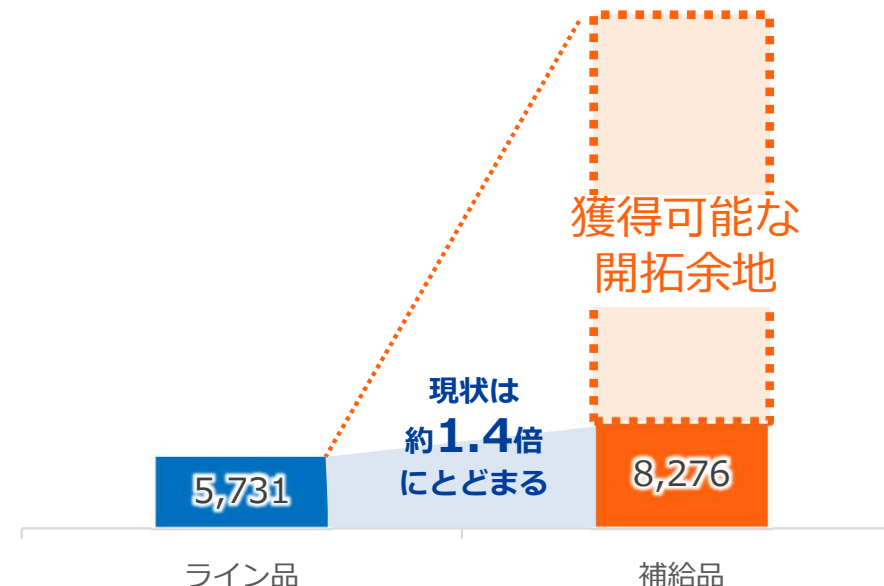 獲得可能な
開拓余地
現状は
約1.4倍
にとどまる
5,731
8,276
ライン品
補給品